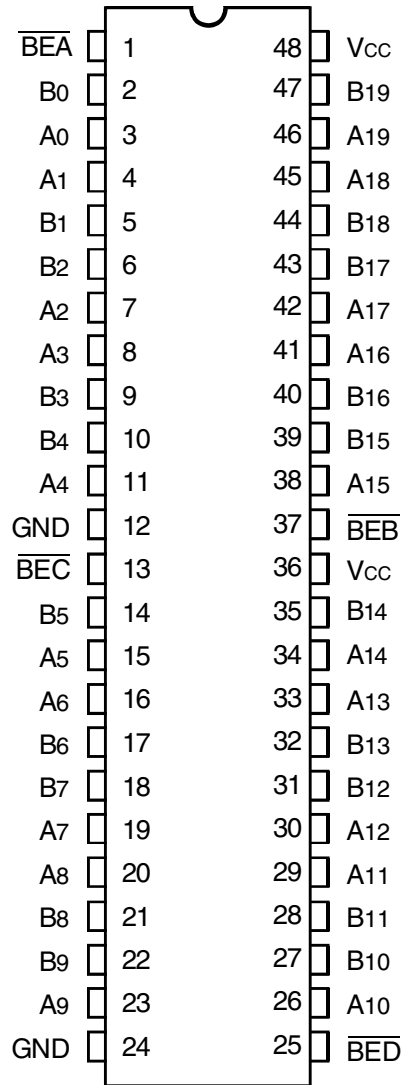 BEA 1 48 VCC
B0 2 47 B19
A0 3 46 A19
A1 4 45 A18
B1 5 44 B18
B2 6 43 B17
A2 7 42 A17
A3 8 41 A16
B3 9 40 B16
B4 10 39 B15
A4 11 38 A15
GND 12 37 BEB
BEC 13 36 VCC
B5 14 35 B14
A5 15 34 A14
A6 16 33 A13
B6 17 32 B13
B7 18 31 B12
A7 19 30 A12
A8 20 29 A11
B8 21 28 B11
B9 22 27 B10
A9 23 26 A10
GND 24 25 BED